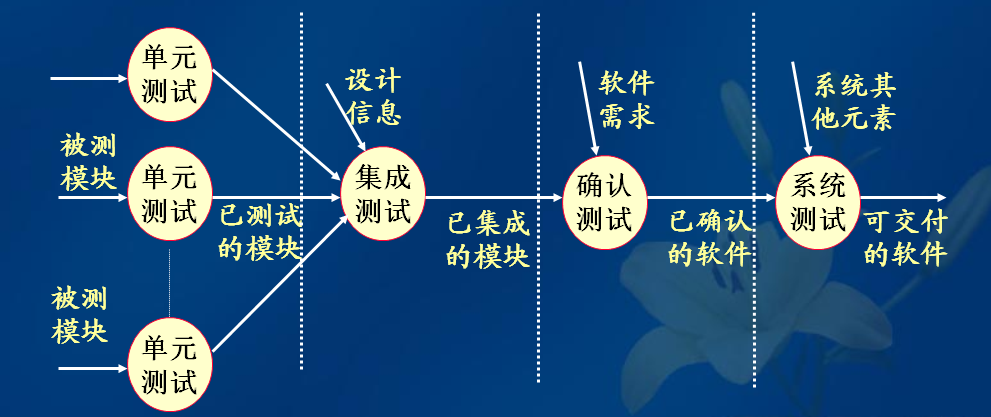 单元
测试
被测
模块
单元
测试
已测试
的模块
被测
模块
单元
测试
设计
信息
集成
测试
已集成
的模块
软件
需求
确认
测试
已确认
的软件
系统其
他元素
系统
测试
可交付
的软件